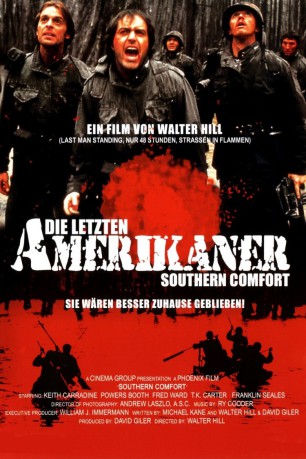 EIN FILM VON WALTER HILL
(LAST MAN STANDING, NUR 48 STUNDEN, STRASSEN IN FLAMMEN)
DIE LETZTEN
AMERIKANER
SOUTHERN COMFORT
SIE WÄREN BESSER ZUHAUSE GEBLIEBEN!
A CINEMA GROUP PRESENTATION A PHOENIX-FILM
"SOUTHERN COMFORT"
STARRING: KEITH CARRADINE POWERS BOOTH FRED WARD T.K. CARTER FRANKLIN SEALES
DIRECTOR OF PHOTOGRAPHY: ANDREW LASZLO, A.S.C. MUSIC BY: RY COODER
EXECUTIVE PRODUCER: WILLIAM J. IMMERMANN WRITTEN BY: MICHAEL KANE AND WALTER HILL & DAVID GILER
PRODUCED BY: DAVID GILER DIRECTED BY: WALTER HILL